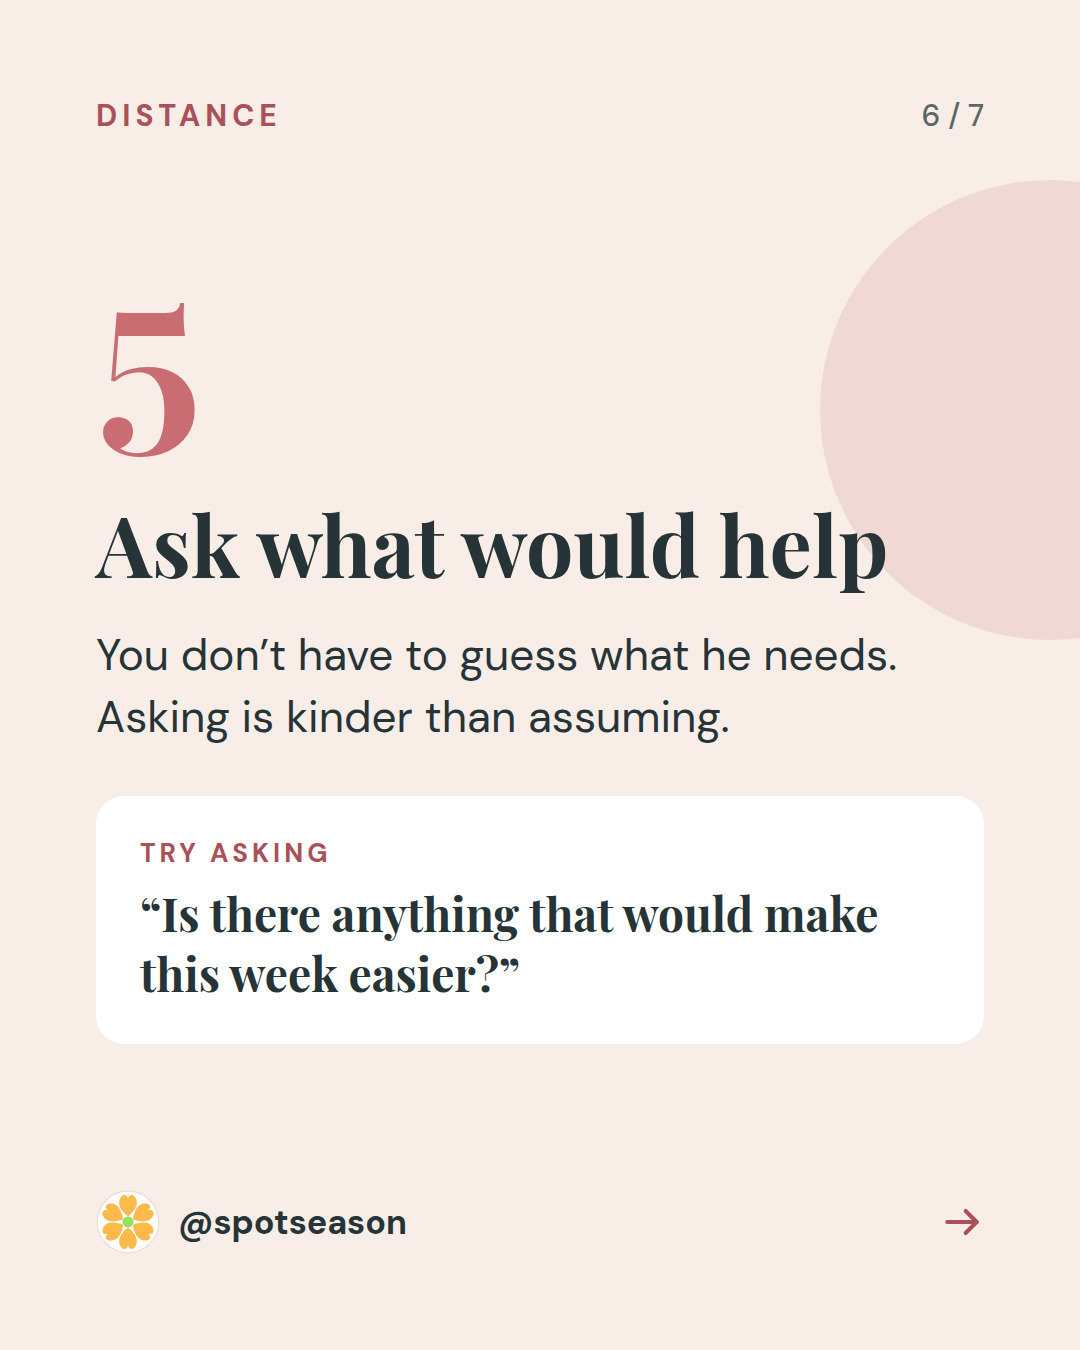 DISTANCE
6 / 7
5
Ask what would help
You don’t have to guess what he needs.
Asking is kinder than assuming.
TRY ASKING
“Is there anything that would make
this week easier?”
@spotseason